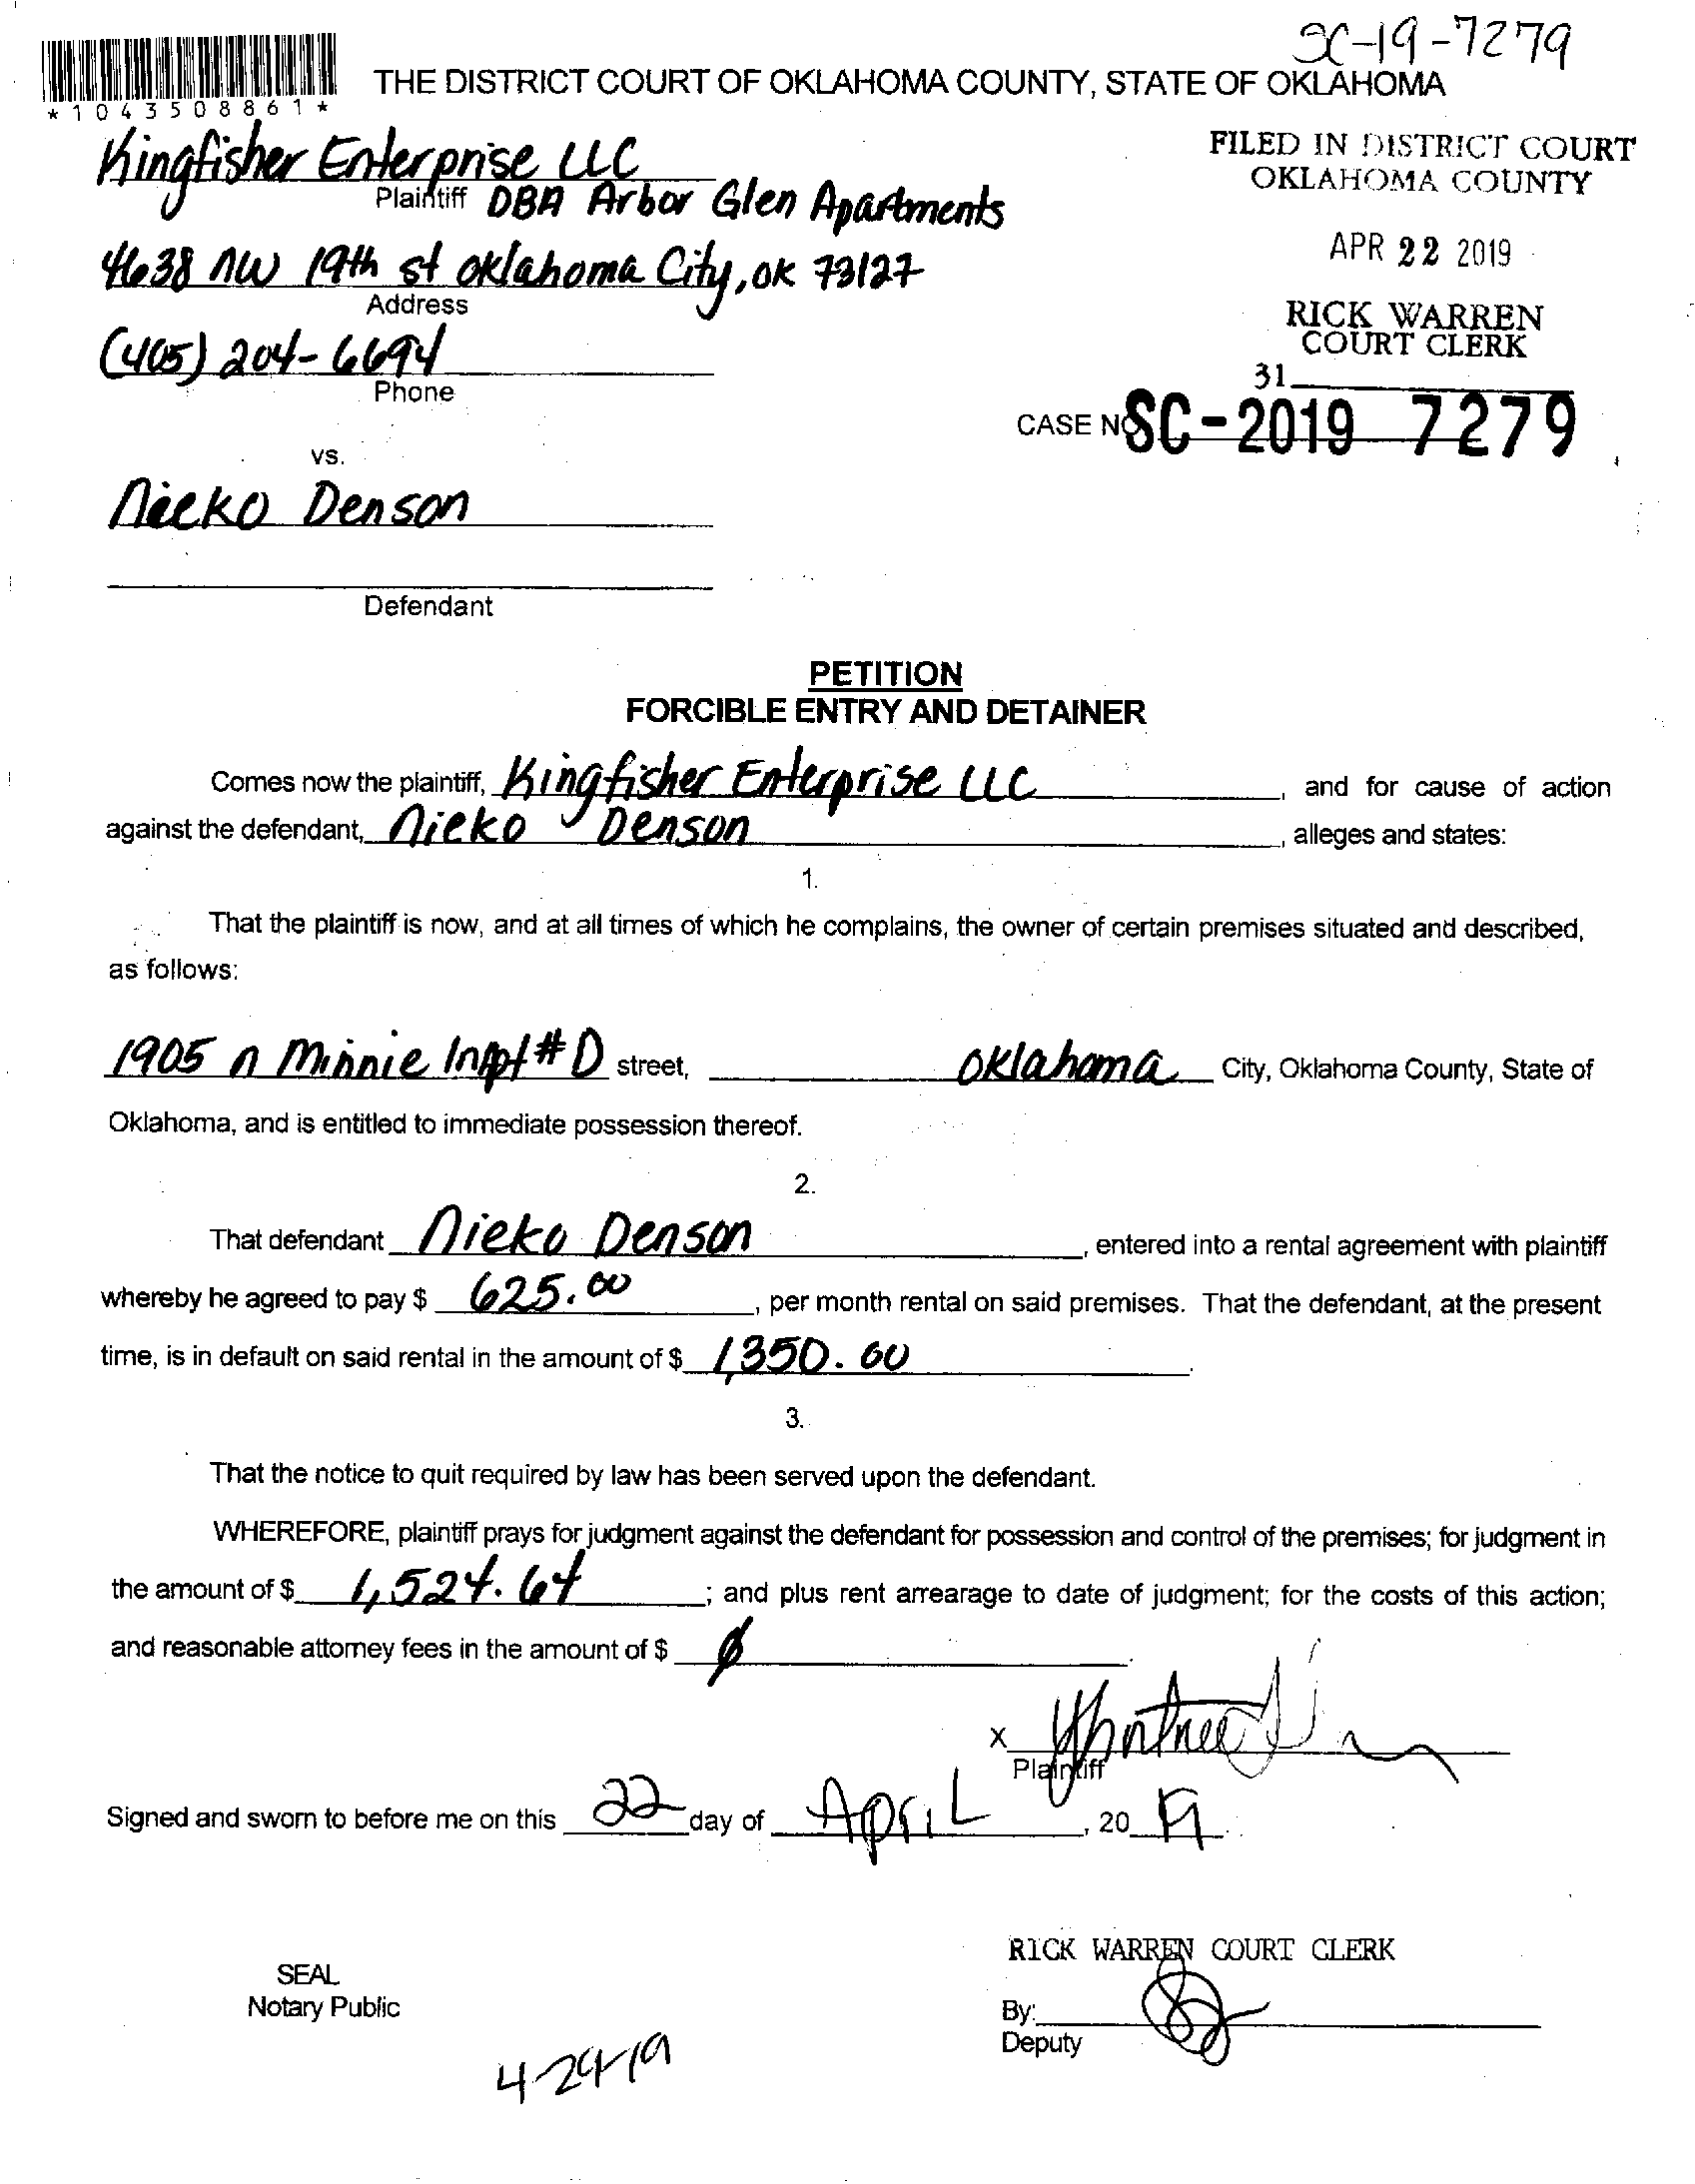 SC-19-7279
*1043508861*
THE DISTRICT COURT OF OKLAHOMA COUNTY, STATE OF OKLAHOMA
Kingfisher Enterprise LLC
Plaintiff DBA Arbor Glen Apartments
4638 NW 19th st oklahoma City, OK 73127
Address
(405) 204-6694
Phone
FILED IN DISTRICT COURT
OKLAHOMA COUNTY
APR 22 2019
RICK WARREN
COURT CLERK
31
CASE NO SC-2019 7279
vs.
Nieko Denson
Defendant
PETITION
FORCIBLE ENTRY AND DETAINER
Comes now the plaintiff, Kingfisher Enterprise LLC, and for cause of action
against the defendant, Nieko Denson, alleges and states:
1.
That the plaintiff is now, and at all times of which he complains, the owner of certain premises situated and described,
as follows:
1905 n Minnie ln Apt # D street, Oklahoma City, Oklahoma County, State of
Oklahoma, and is entitled to immediate possession thereof.
2.
That defendant Nieko Denson, entered into a rental agreement with plaintiff
whereby he agreed to pay $ 625.00, per month rental on said premises. That the defendant, at the present
time, is in default on said rental in the amount of $ 1,350.00.
3.
That the notice to quit required by law has been served upon the defendant.
WHEREFORE, plaintiff prays for judgment against the defendant for possession and control of the premises; for judgment in
the amount of $ 1,524.64; and plus rent arrearage to date of judgment; for the costs of this action;
and reasonable attorney fees in the amount of $ ∅.
X
Plaintiff
Signed and sworn to before me on this 22 day of April, 2019.
RICK WARREN COURT CLERK
SEAL
Notary Public
By:
Deputy
4-24-19